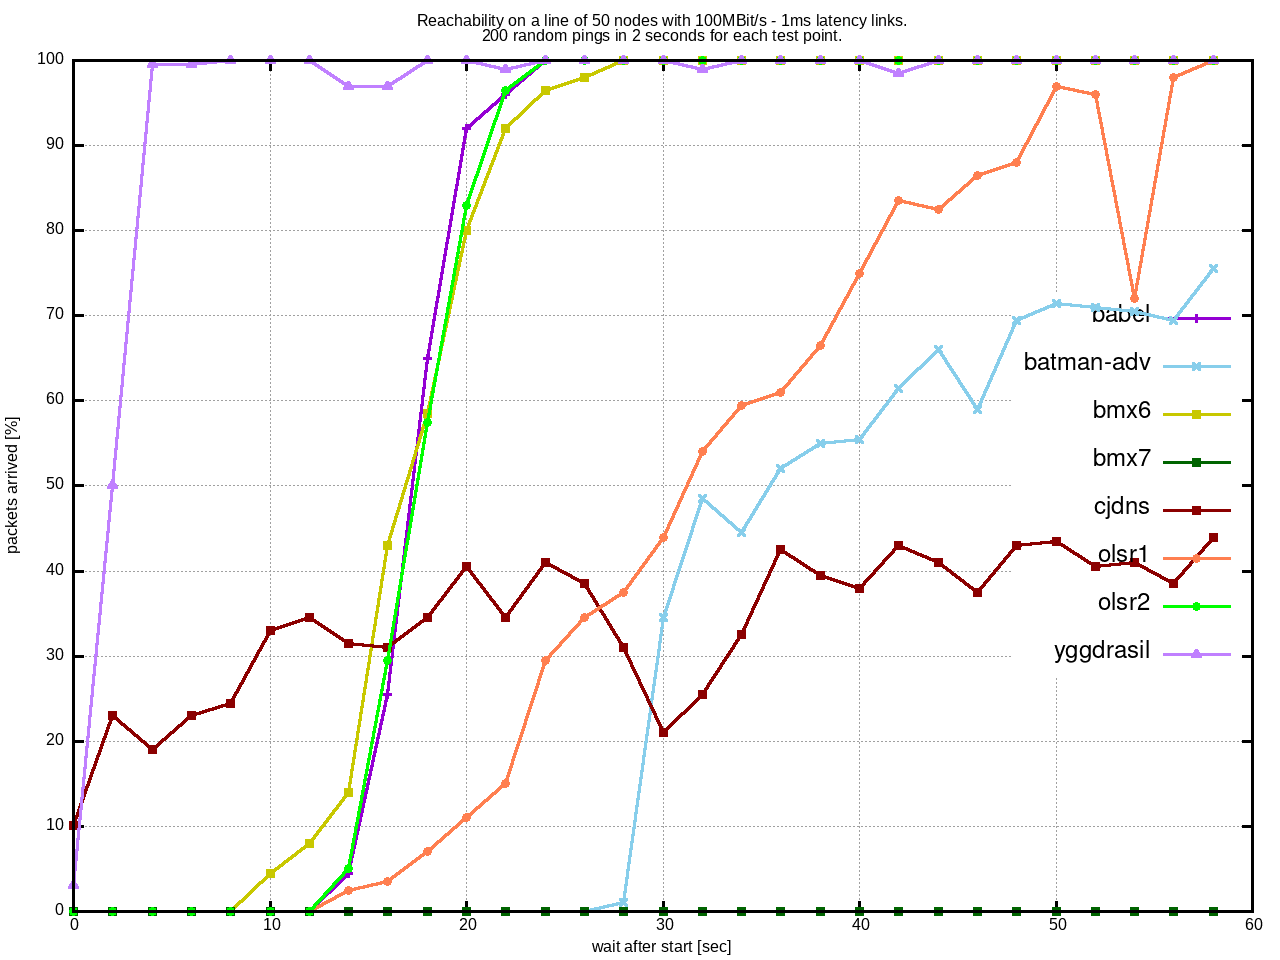 Reachability on a line of 50 nodes with 100MBit/s - 1ms latency links.
200 random pings in 2 seconds for each test point.
100
90
80
70
60
50
40
30
20
10
0
packets arrived [%]
babel
batman-adv
bmx6
bmx7
cjdns
olsr1
olsr2
yggdrasil
0 10 20 30 40 50 60
wait after start [sec]